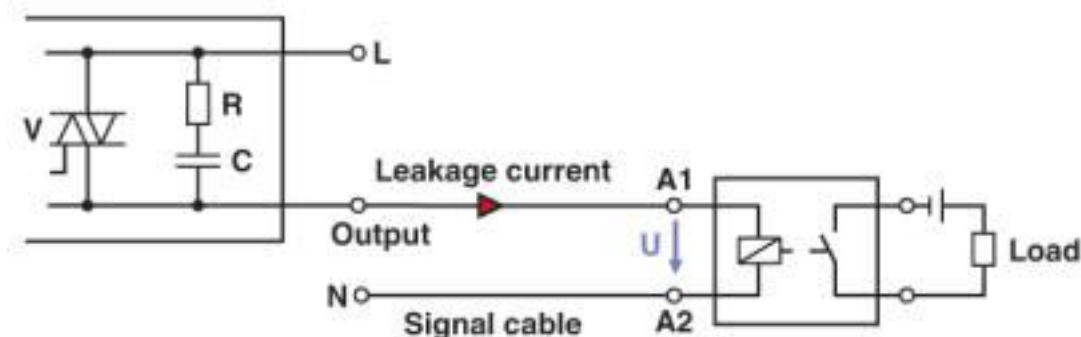 L
R
V
C
Leakage current
A1
Output
U
Load
N
Signal cable
A2